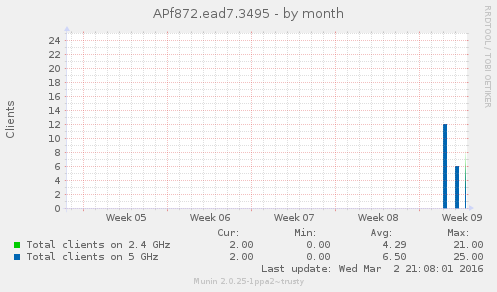 APf872.ead7.3495 - by month
RRDTOOL / TOBI OETIKER
Clients
24
22
20
18
16
14
12
10
8
6
4
2
0
Week 05 Week 06 Week 07 Week 08 Week 09
Cur: Min: Avg: Max:
Total clients on 2.4 GHz 2.00 0.00 4.29 21.00
Total clients on 5 GHz 2.00 0.00 6.50 25.00
Last update: Wed Mar 2 21:08:01 2016
Munin 2.0.25-1ppa2~trusty